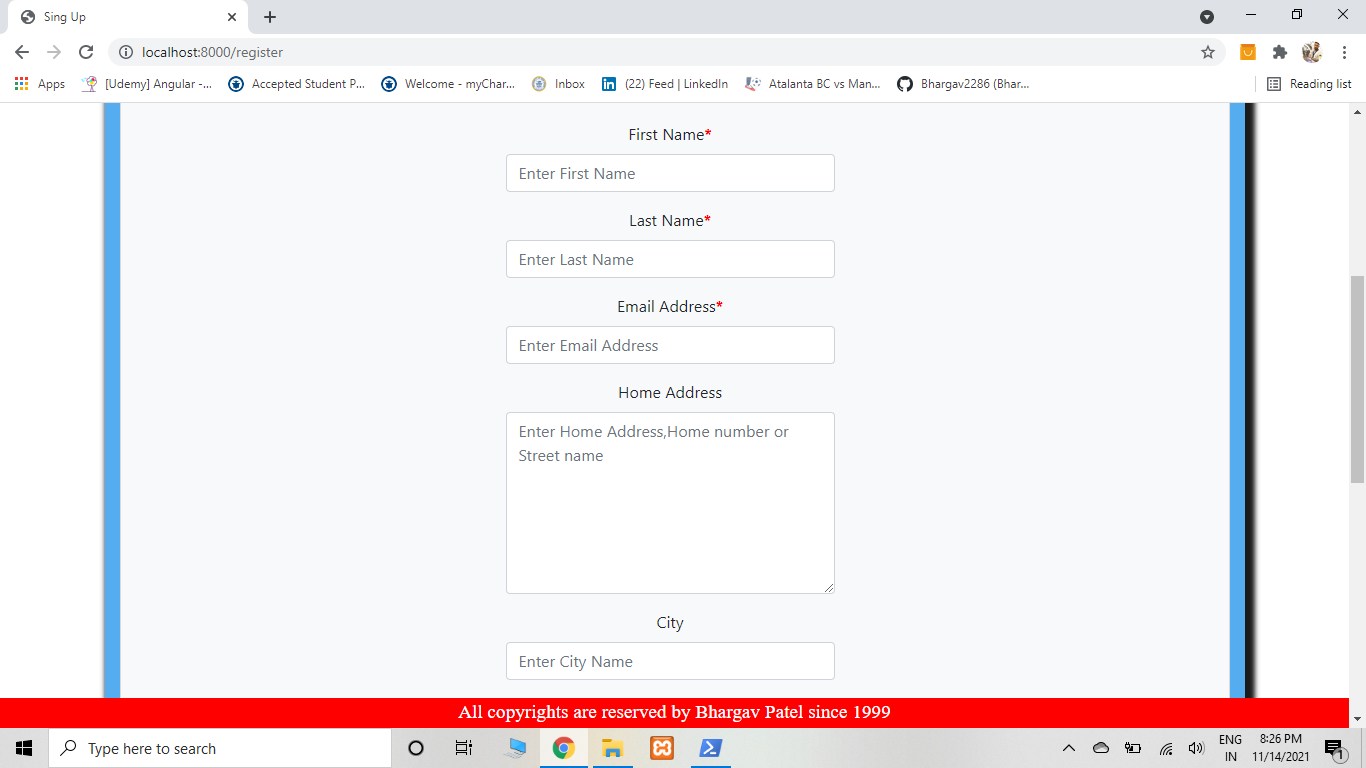 Sing Up
localhost:8000/register
Apps
[Udemy] Angular -...
Accepted Student P...
Welcome - myChar...
Inbox
(22) Feed | LinkedIn
Atalanta BC vs Man...
Bhargav2286 (Bhar...
Reading list
First Name*
Enter First Name
Last Name*
Enter Last Name
Email Address*
Enter Email Address
Home Address
Enter Home Address,Home number or
Street name
City
Enter City Name
All copyrights are reserved by Bhargav Patel since 1999
Type here to search
ENG
IN
8:26 PM
11/14/2021
1